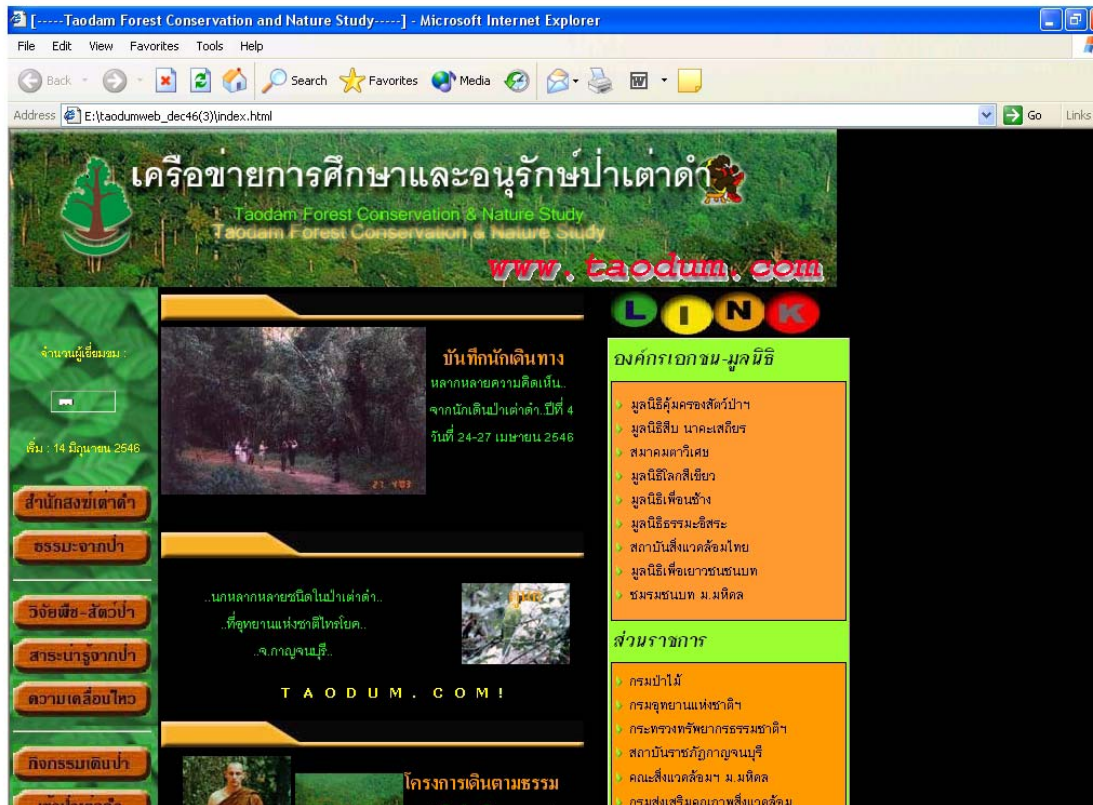 [-----Taodam Forest Conservation and Nature Study-----] - Microsoft Internet Explorer
File Edit View Favorites Tools Help
Back Search Favorites Media
Address E:\taodumweb_dec46(3)\index.html Go Links
เครือข่ายการศึกษาและอนุรักษ์ป่าเต่าดำ
Taodam Forest Conservation & Nature Study
Taodam Forest Conservation & Nature Study
www.taodum.com
จำนวนผู้เยี่ยมชม :
เริ่ม : 14 มิถุนายน 2546
สำนักสงฆ์เต่าดำ
ธรรมะจากป่า
วิจัยพืช-สัตว์ป่า
สาระน่ารู้จากป่า
ความเคลื่อนไหว
กิจกรรมเดินป่า
บันทึกนักเดินทาง
หลากหลายความคิดเห็น..
จากนักเดินป่าเต่าดำ..ปีที่ 4
วันที่ 24-27 เมษายน 2546
..นกหลากหลายชนิดในป่าเต่าดำ..
..ที่อุทยานแห่งชาติไทรโยค..
..จ.กาญจนบุรี..
ดูนก
TAODUM.COM!
โครงการเดินตามธรรม
LINK
องค์กรเอกชน-มูลนิธิ
มูลนิธิคุ้มครองสัตว์ป่าฯ
มูลนิธิสืบ นาคะเสถียร
สมาคมตาวิเศษ
มูลนิธิโลกสีเขียว
มูลนิธิเพื่อนช้าง
มูลนิธิธรรมะอิสระ
สถาบันสิ่งแวดล้อมไทย
มูลนิธิเพื่อเยาวชนชนบท
ชมรมชนบท ม.มหิดล
ส่วนราชการ
กรมป่าไม้
กรมอุทยานแห่งชาติฯ
กระทรวงทรัพยากรธรรมชาติฯ
สถาบันราชภัฏกาญจนบุรี
คณะสิ่งแวดล้อมฯ ม.มหิดล
กรมส่งเสริมคุณภาพสิ่งแวดล้อม